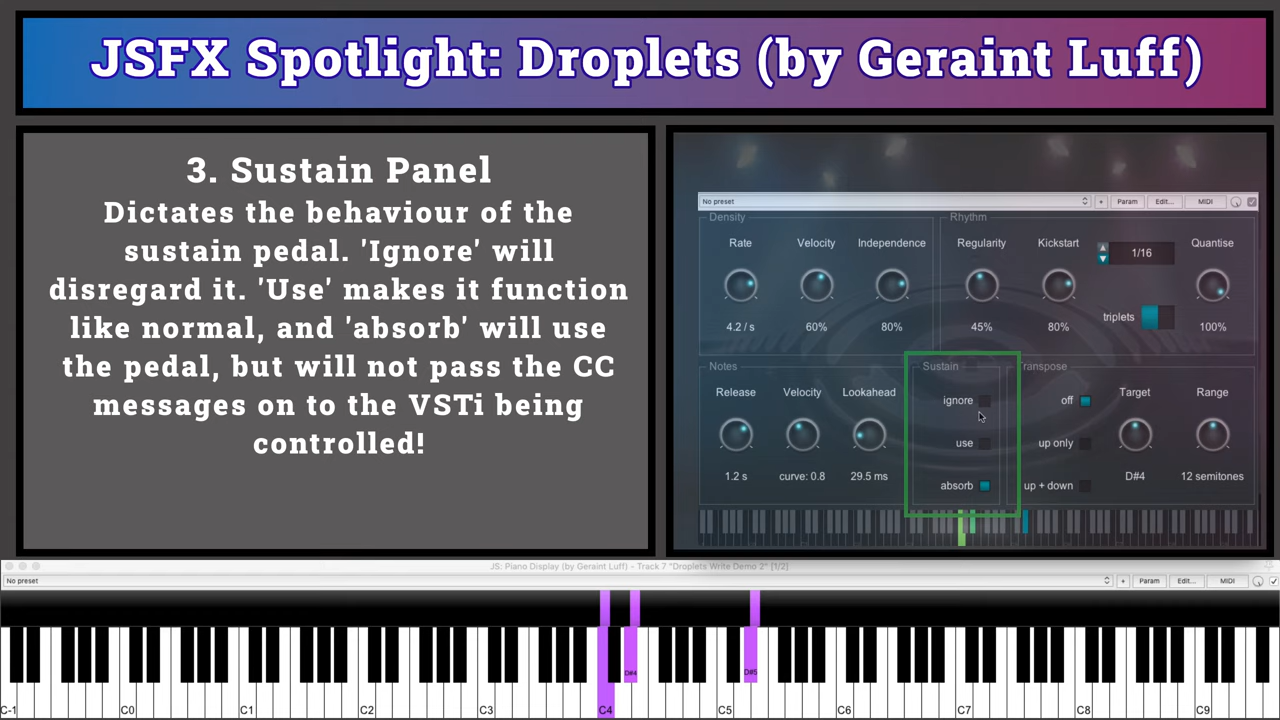 JSFX Spotlight: Droplets (by Geraint Luff)
3. Sustain Panel
Dictates the behaviour of the
sustain pedal. 'Ignore' will
disregard it. 'Use' makes it function
like normal, and 'absorb' will use
the pedal, but will not pass the CC
messages on to the VSTi being
controlled!
No preset
+ Param Edit... MIDI
Density Rhythm
Rate Velocity Independence Regularity Kickstart Quantise
1/16
triplets
4.2 / s 60% 80% 45% 80% 100%
Notes Sustain Transpose
Release Velocity Lookahead ignore off Target Range
use up only
1.2 s curve: 0.8 29.5 ms absorb up + down D#4 12 semitones
JS: Piano Display (by Geraint Luff) - Track 7 "Droplets Write Demo 2" [1/2]
No preset + Param Edit... MIDI
D#4 D#5
C-1 C0 C1 C2 C3 C4 C5 C6 C7 C8 C9